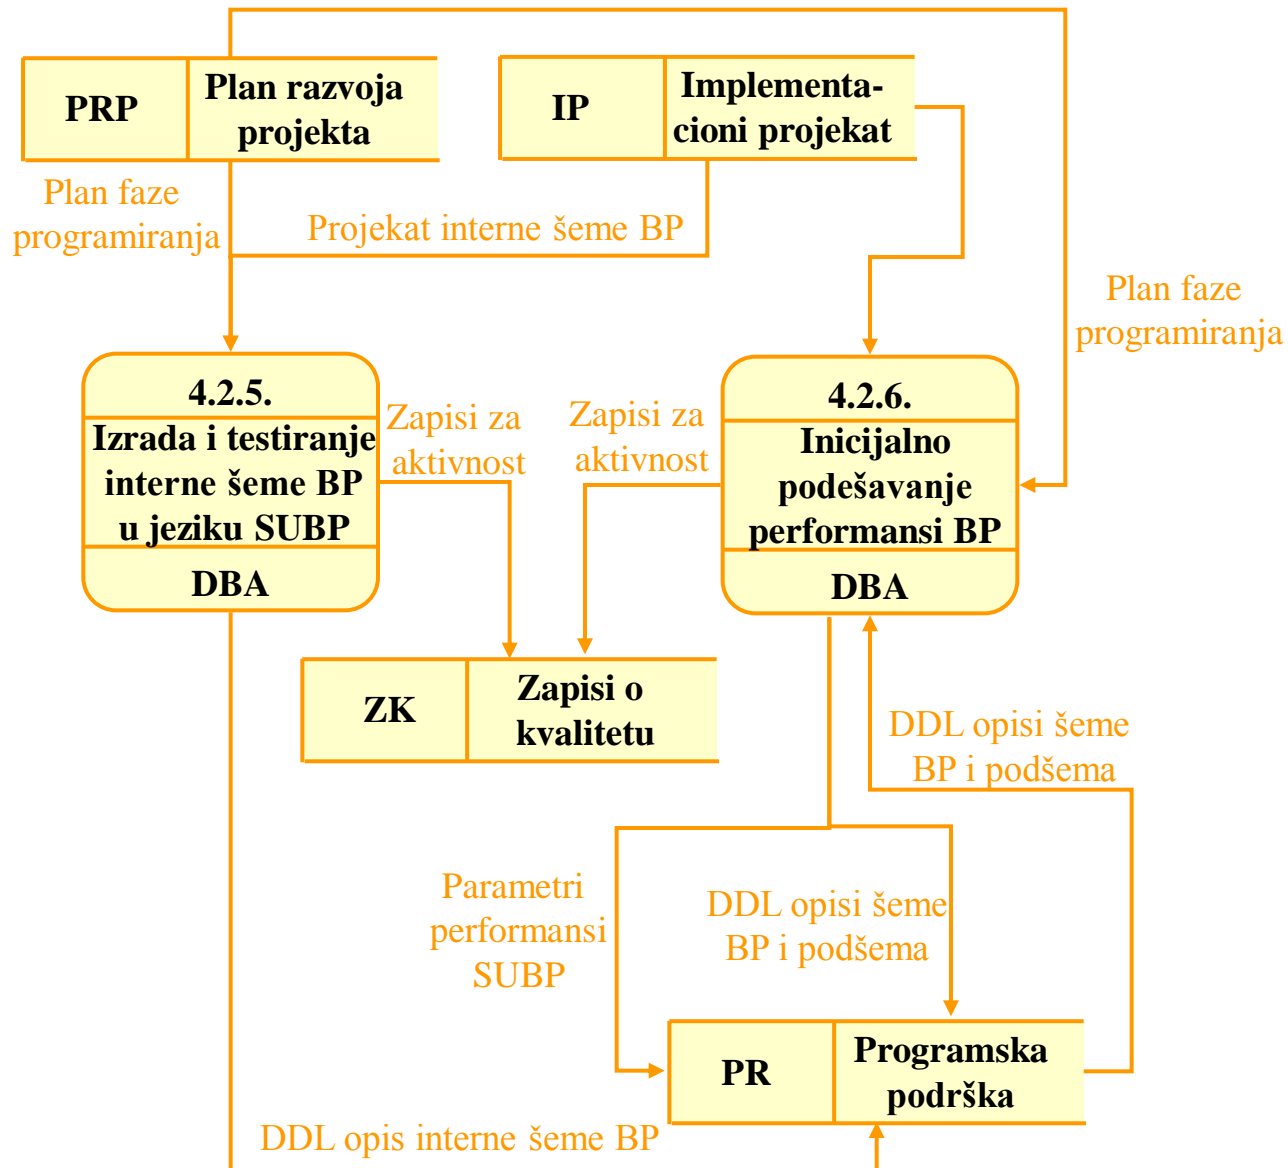 PRP
Plan razvoja
projekta
IP
Implementa-
cioni projekat
Plan faze
programiranja
Projekat interne šeme BP
Plan faze
programiranja
4.2.5.
Izrada i testiranje
interne šeme BP
u jeziku SUBP
DBA
Zapisi za
aktivnost
Zapisi za
aktivnost
4.2.6.
Inicijalno
podešavanje
performansi BP
DBA
ZK
Zapisi o
kvalitetu
DDL opisi šeme
BP i podšema
Parametri
performansi
SUBP
DDL opisi šeme
BP i podšema
PR
Programska
podrška
DDL opis interne šeme BP